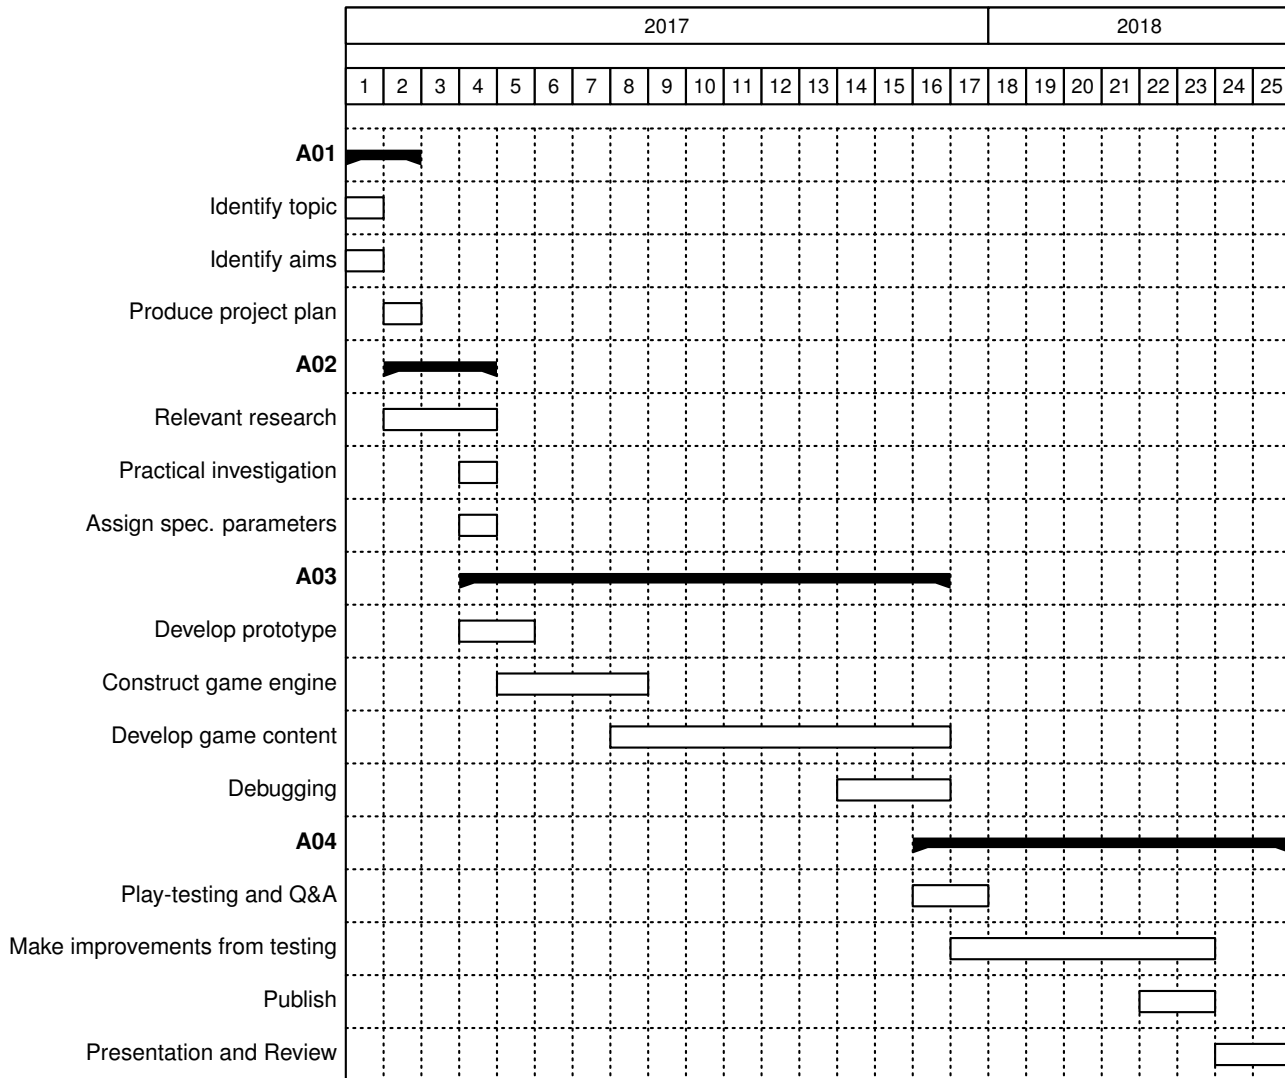 2017 2018
1 2 3 4 5 6 7 8 9 10 11 12 13 14 15 16 17 18 19 20 21 22 23 24 25
A01
Identify topic
Identify aims
Produce project plan
A02
Relevant research
Practical investigation
Assign spec. parameters
A03
Develop prototype
Construct game engine
Develop game content
Debugging
A04
Play-testing and Q&A
Make improvements from testing
Publish
Presentation and Review